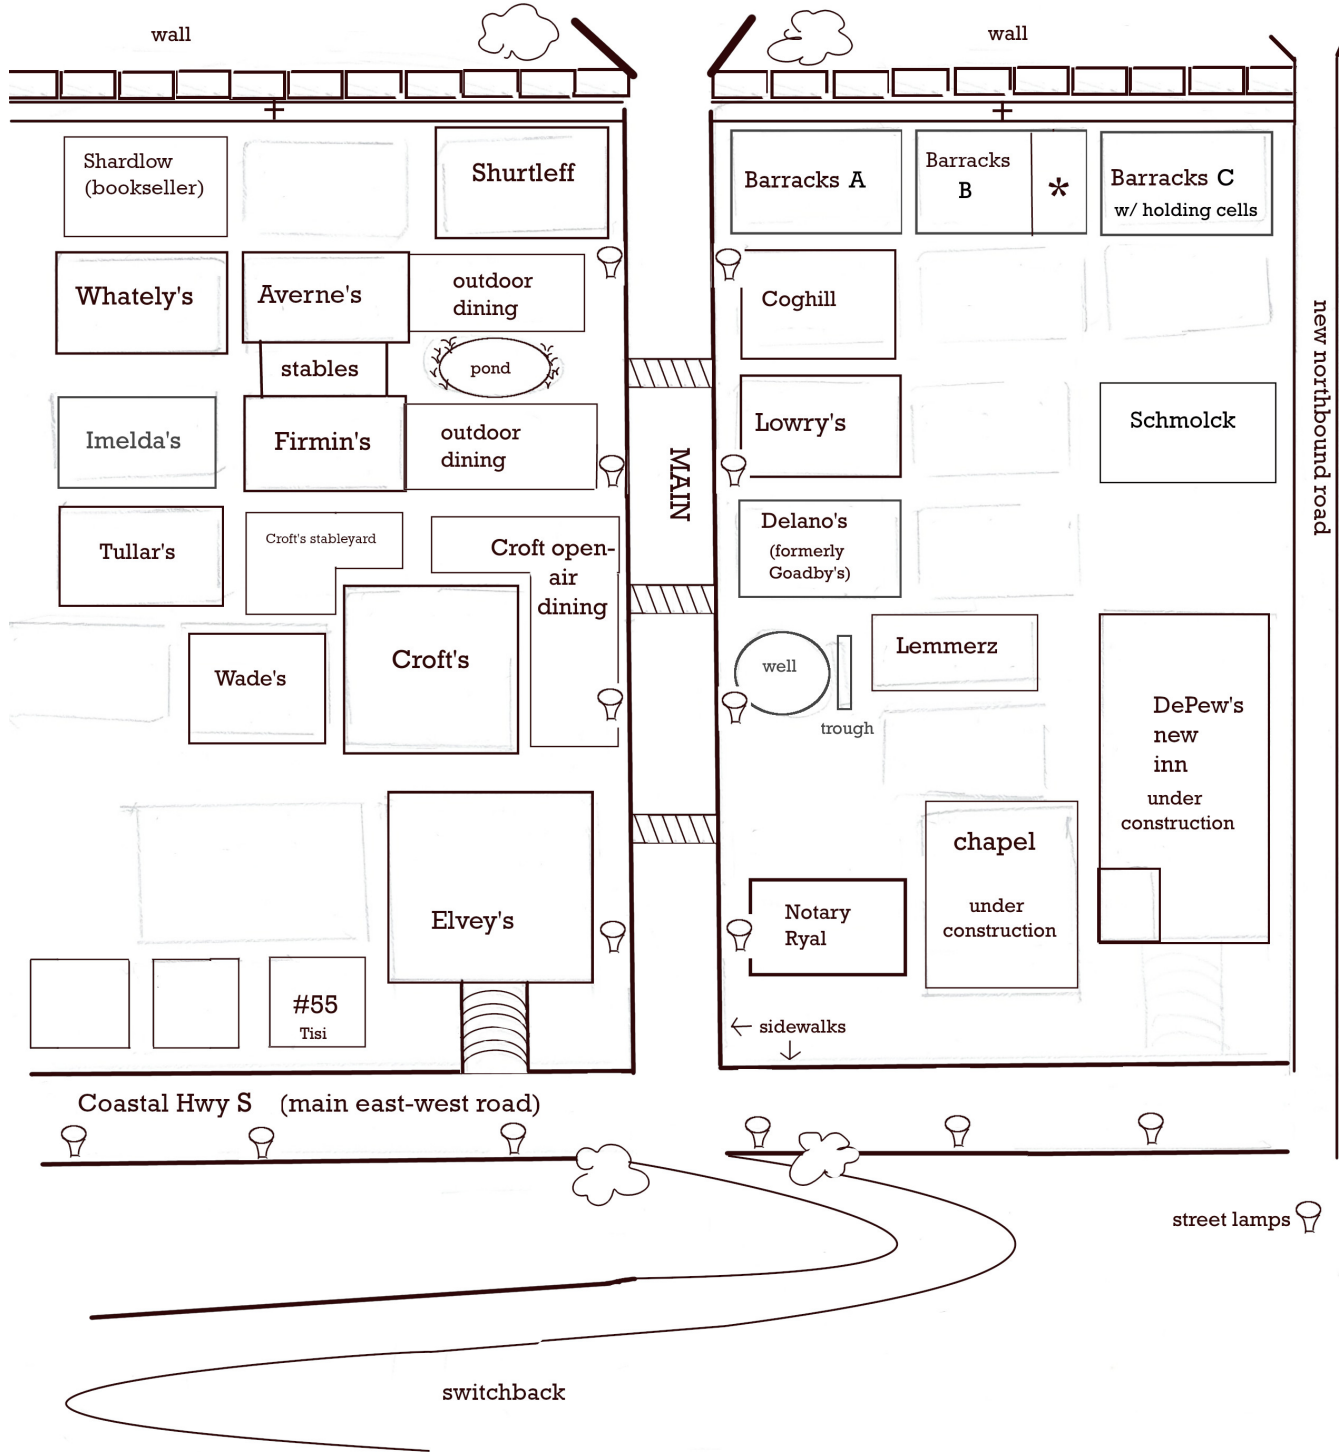 wall
wall
Shardlow
(bookseller)
Shurtleff
Barracks A
Barracks
B
*
Barracks C
w/ holding cells
Whately's
Averne's
outdoor
dining
Coghill
stables
pond
new northbound road
Imelda's
Firmin's
outdoor
dining
MAIN
Lowry's
Schmolck
Tullar's
Croft's stableyard
Croft open-
air
dining
Delano's
(formerly
Goadby's)
Wade's
Croft's
well
trough
Lemmerz
DePew's
new
inn
under
construction
Elvey's
Notary
Ryal
chapel
under
construction
#55
Tisi
← sidewalks
↓
Coastal Hwy S (main east-west road)
street lamps
switchback